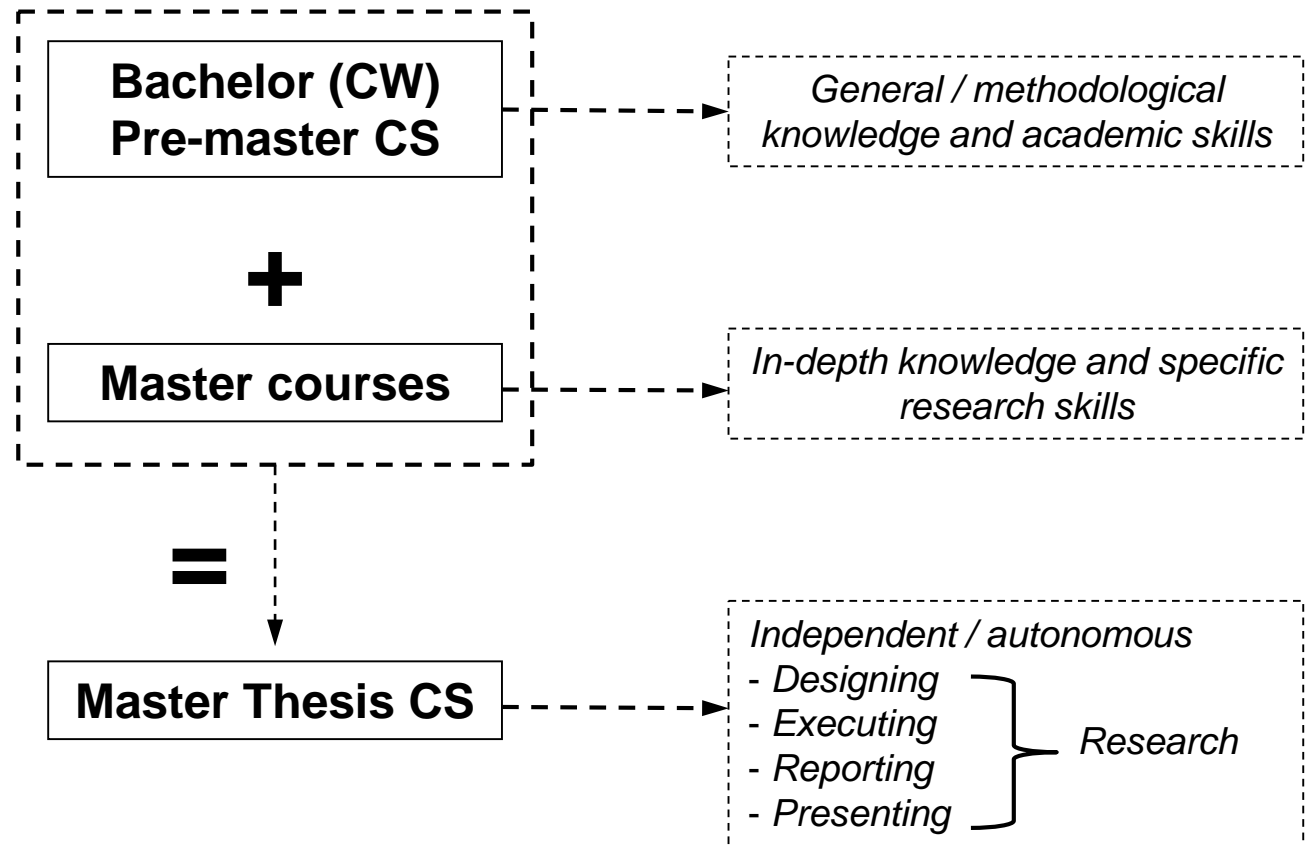 Bachelor (CW)
Pre-master CS
General / methodological
knowledge and academic skills
+
Master courses
In-depth knowledge and specific
research skills
=
Master Thesis CS
Independent / autonomous
- Designing
- Executing
- Reporting
- Presenting
Research